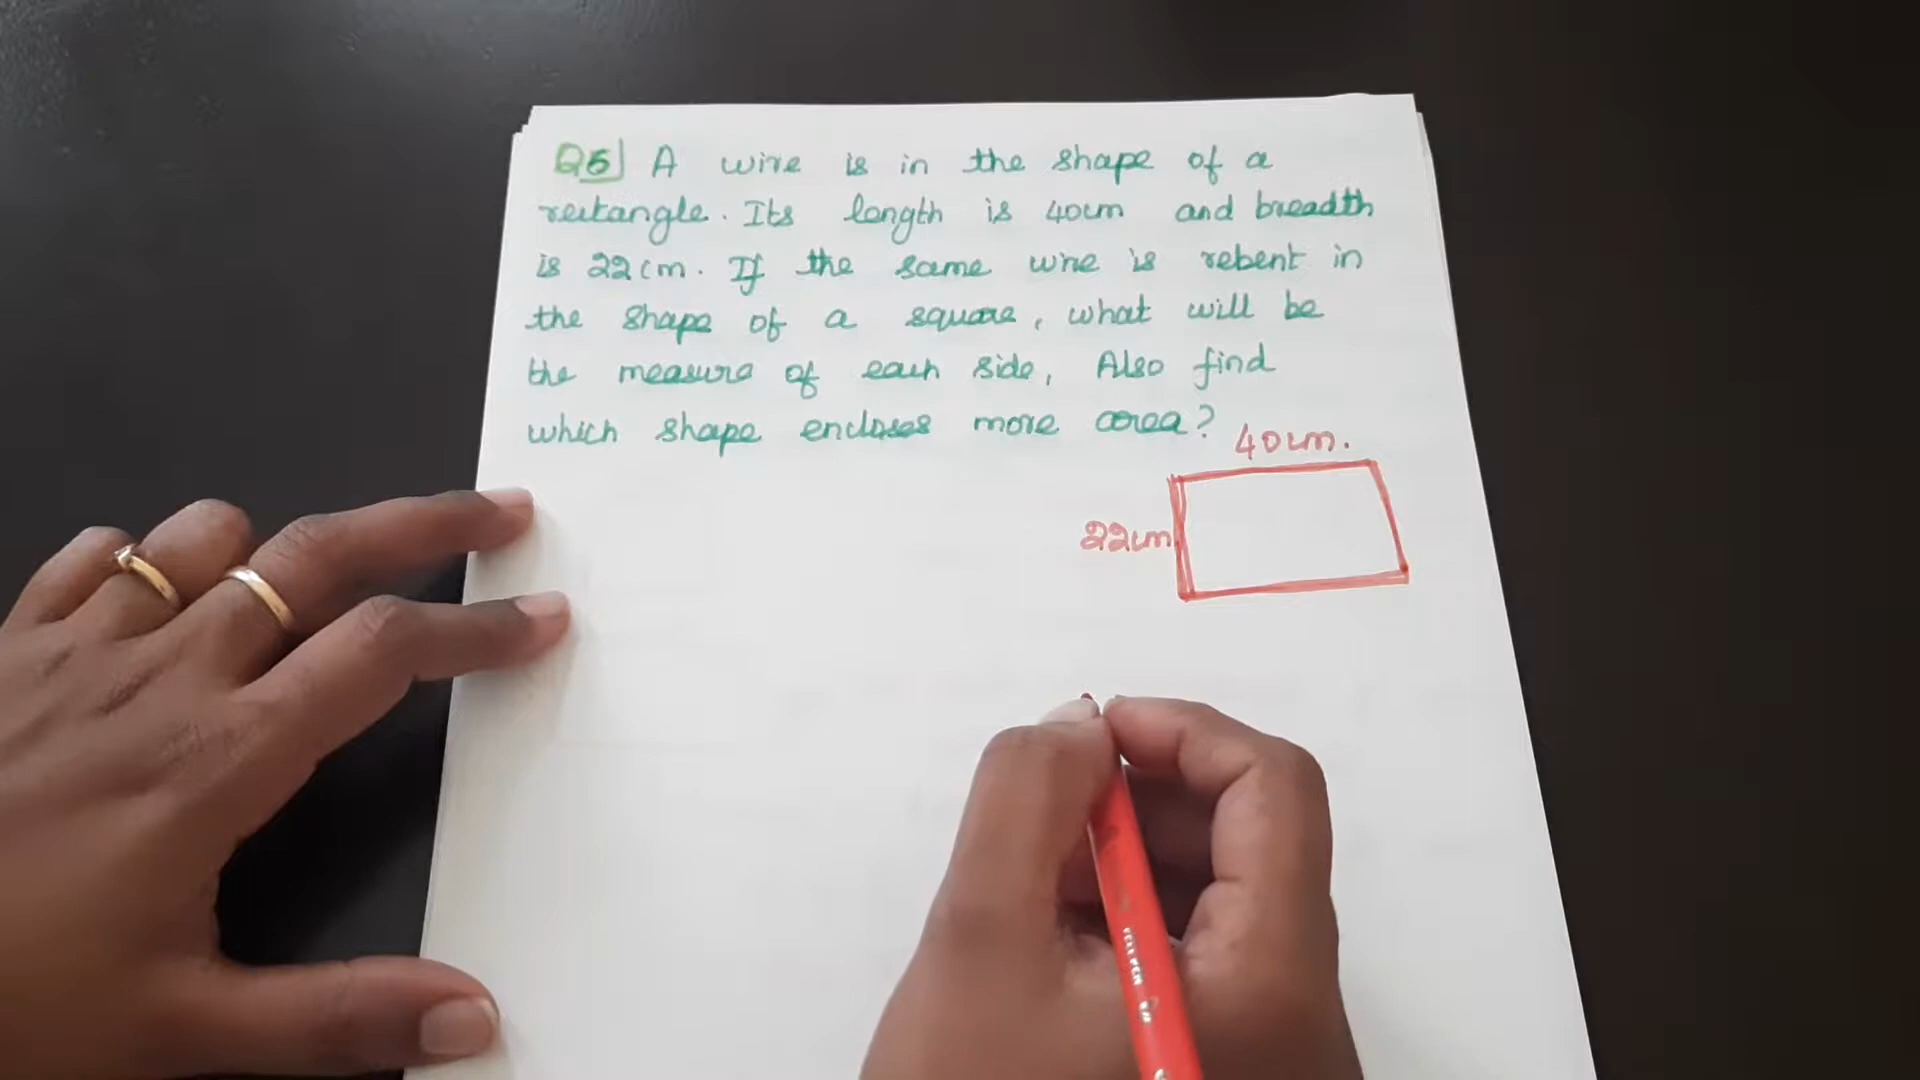 Q5] A wire is in the shape of a
rectangle. Its length is 40cm and breadth
is 22cm. If the same wire is rebent in
the shape of a square, what will be
the measure of each side, Also find
which shape encloses more area?
40cm.
22cm